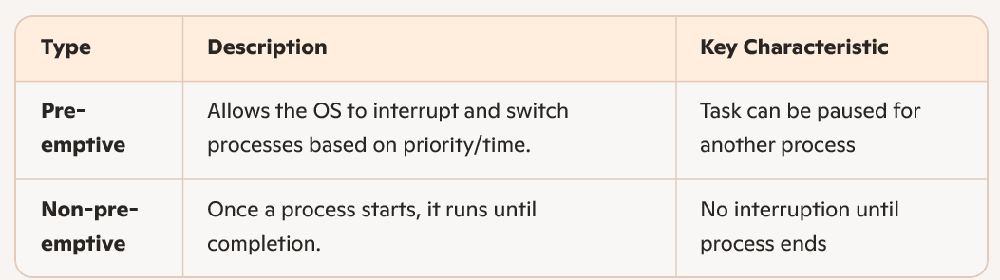 Type Description Key Characteristic
Pre- Allows the OS to interrupt and switch Task can be paused for
emptive processes based on priority/time. another process
Non-pre- Once a process starts, it runs until No interruption until
emptive completion. process ends